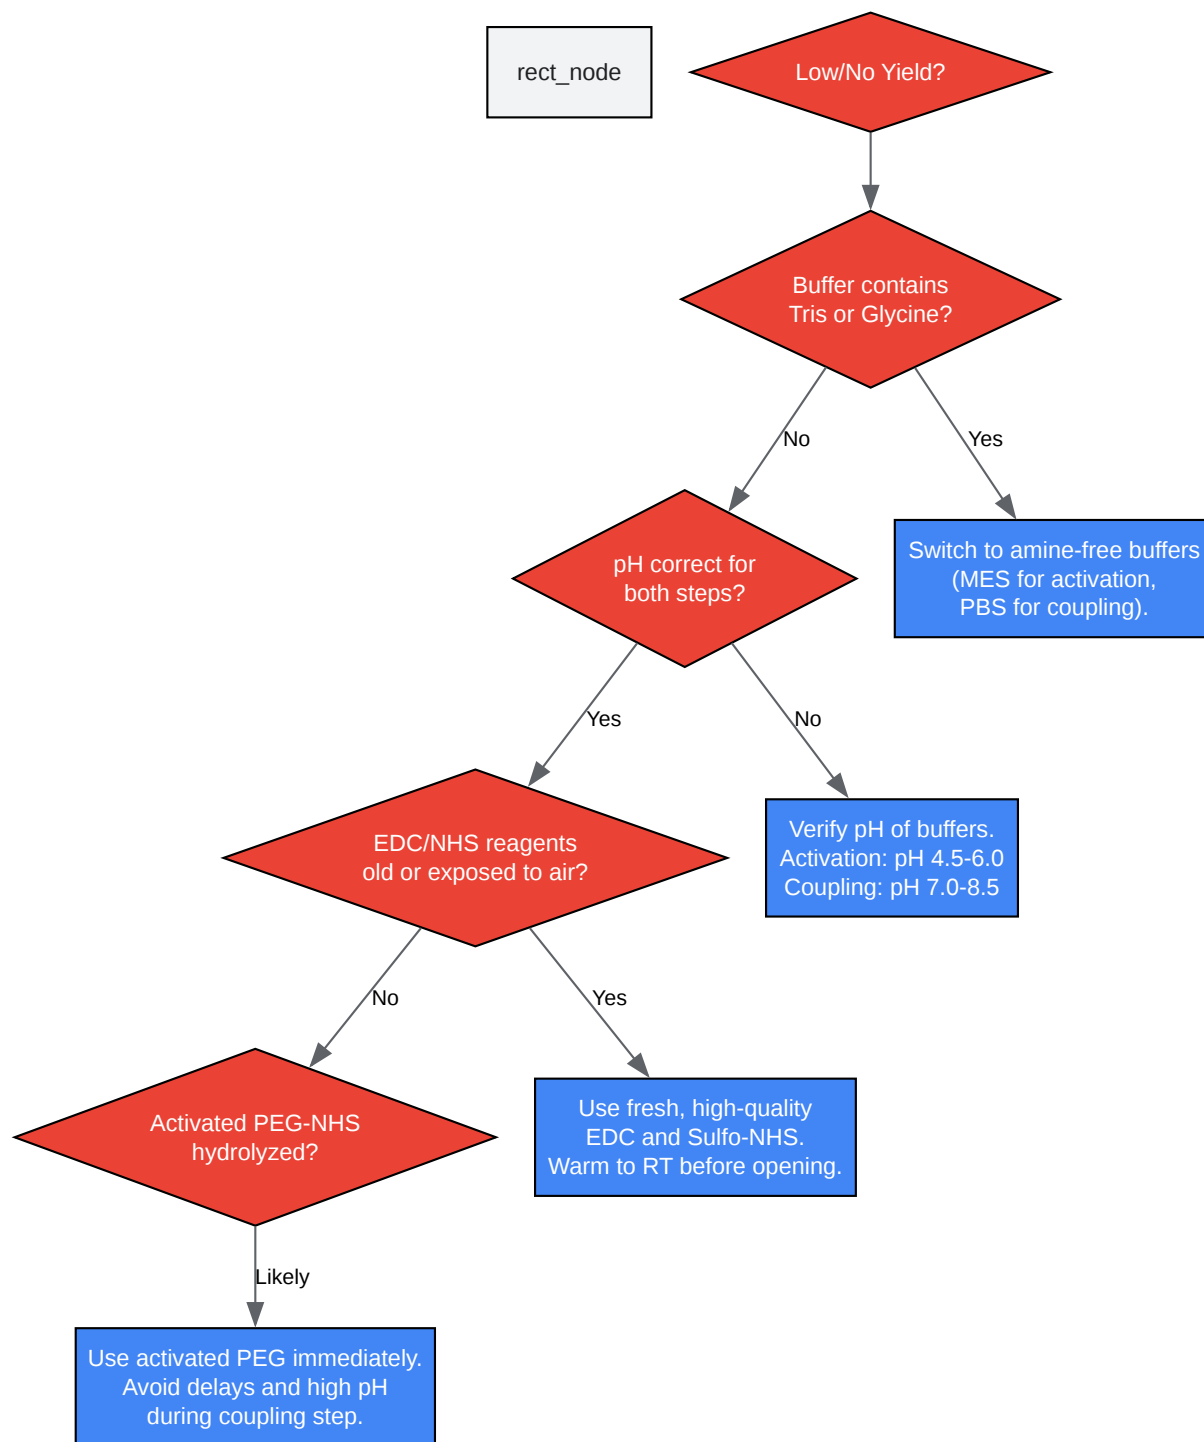 rect_node
Low/No Yield?
Buffer contains
Tris or Glycine?
No
Yes
Switch to amine-free buffers
(MES for activation,
PBS for coupling).
pH correct for
both steps?
Yes
No
Verify pH of buffers.
Activation: pH 4.5-6.0
Coupling: pH 7.0-8.5
EDC/NHS reagents
old or exposed to air?
No
Yes
Use fresh, high-quality
EDC and Sulfo-NHS.
Warm to RT before opening.
Activated PEG-NHS
hydrolyzed?
Likely
Use activated PEG immediately.
Avoid delays and high pH
during coupling step.